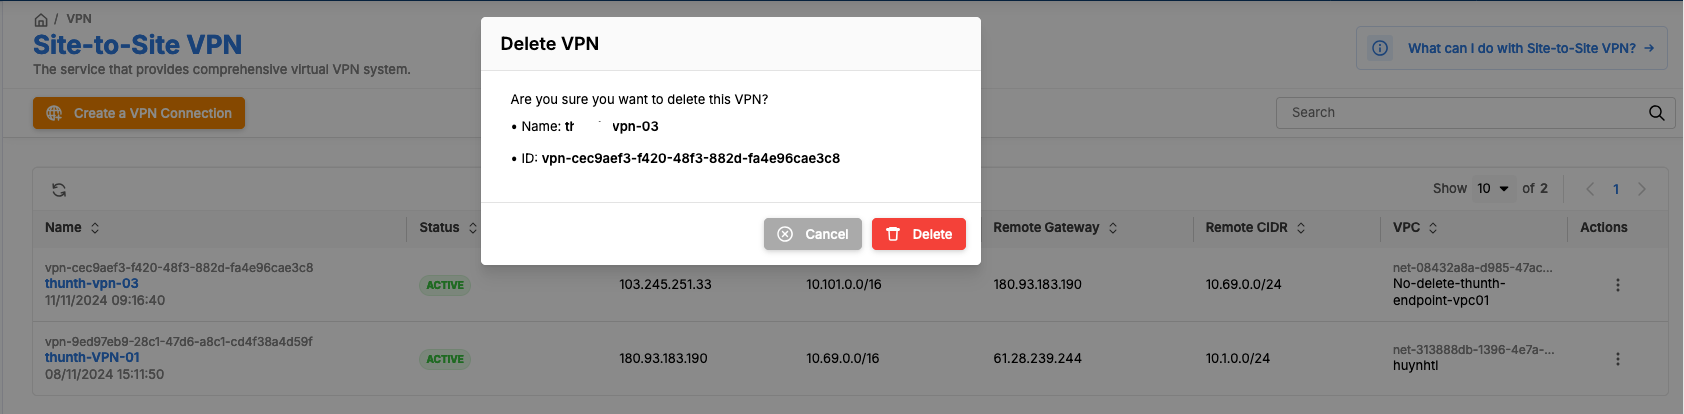 / VPN
Site-to-Site VPN
The service that provides comprehensive virtual VPN system.
What can I do with Site-to-Site VPN? →
Create a VPN Connection
Search
Delete VPN
Are you sure you want to delete this VPN?
• Name: th vpn-03
• ID: vpn-cec9aef3-f420-48f3-882d-fa4e96cae3c8
Cancel
Delete
Show 10 of 2 1
Name Status Remote Gateway Remote CIDR VPC Actions
vpn-cec9aef3-f420-48f3-882d-fa4e96cae3c8
thunth-vpn-03
11/11/2024 09:16:40
ACTIVE
103.245.251.33
10.101.0.0/16
180.93.183.190
10.69.0.0/24
net-08432a8a-d985-47ac...
No-delete-thunth-
endpoint-vpc01
vpn-9ed97eb9-28c1-47d6-a8c1-cd4f38a4d59f
thunth-VPN-01
08/11/2024 15:11:50
ACTIVE
180.93.183.190
10.69.0.0/16
61.28.239.244
10.1.0.0/24
net-313888db-1396-4e7a-...
huynhtl